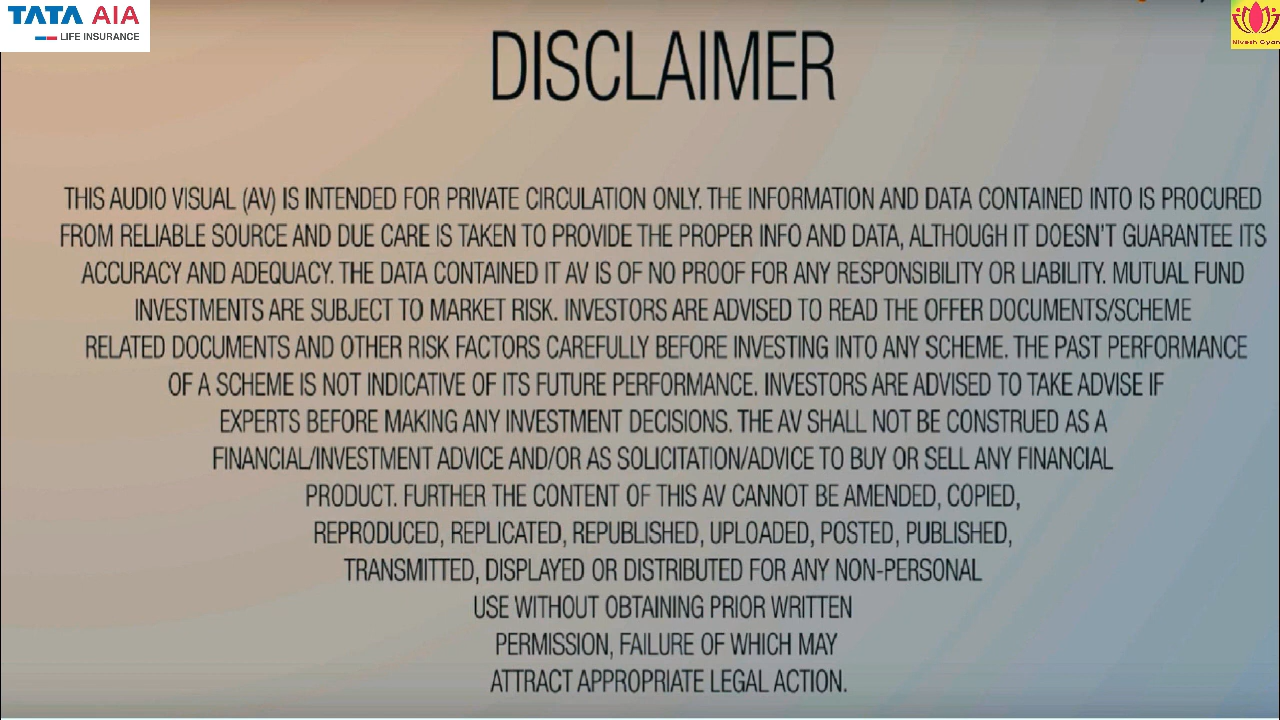 TATA AIA
LIFE INSURANCE
Nivesh Gyan
DISCLAIMER
THIS AUDIO VISUAL (AV) IS INTENDED FOR PRIVATE CIRCULATION ONLY. THE INFORMATION AND DATA CONTAINED INTO IS PROCURED
FROM RELIABLE SOURCE AND DUE CARE IS TAKEN TO PROVIDE THE PROPER INFO AND DATA, ALTHOUGH IT DOESN'T GUARANTEE ITS
ACCURACY AND ADEQUACY. THE DATA CONTAINED IT AV IS OF NO PROOF FOR ANY RESPONSIBILITY OR LIABILITY. MUTUAL FUND
INVESTMENTS ARE SUBJECT TO MARKET RISK. INVESTORS ARE ADVISED TO READ THE OFFER DOCUMENTS/SCHEME
RELATED DOCUMENTS AND OTHER RISK FACTORS CAREFULLY BEFORE INVESTING INTO ANY SCHEME. THE PAST PERFORMANCE
OF A SCHEME IS NOT INDICATIVE OF ITS FUTURE PERFORMANCE. INVESTORS ARE ADVISED TO TAKE ADVISE IF
EXPERTS BEFORE MAKING ANY INVESTMENT DECISIONS. THE AV SHALL NOT BE CONSTRUED AS A
FINANCIAL/INVESTMENT ADVICE AND/OR AS SOLICITATION/ADVICE TO BUY OR SELL ANY FINANCIAL
PRODUCT. FURTHER THE CONTENT OF THIS AV CANNOT BE AMENDED, COPIED,
REPRODUCED, REPLICATED, REPUBLISHED, UPLOADED, POSTED, PUBLISHED,
TRANSMITTED, DISPLAYED OR DISTRIBUTED FOR ANY NON-PERSONAL
USE WITHOUT OBTAINING PRIOR WRITTEN
PERMISSION, FAILURE OF WHICH MAY
ATTRACT APPROPRIATE LEGAL ACTION.